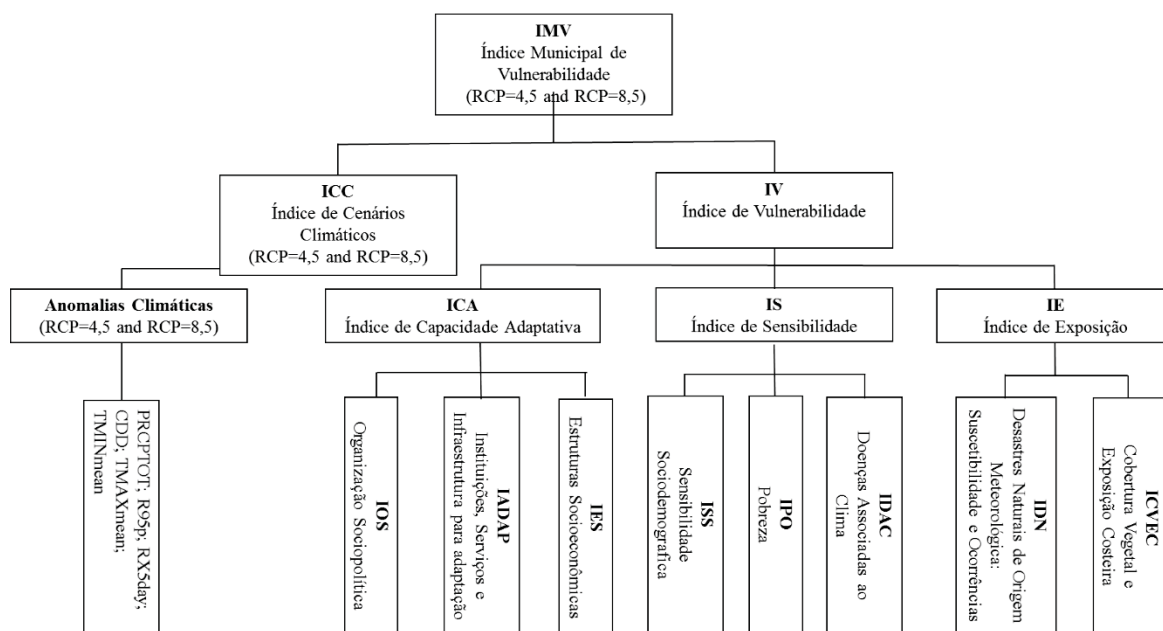 IMV
Índice Municipal de
Vulnerabilidade
(RCP=4,5 and RCP=8,5)
ICC
Índice de Cenários
Climáticos
(RCP=4,5 and RCP=8,5)
IV
Índice de Vulnerabilidade
Anomalias Climáticas
(RCP=4,5 and RCP=8,5)
ICA
Índice de Capacidade Adaptativa
IS
Índice de Sensibilidade
IE
Índice de Exposição
PRCPTOT; R95p; RX5day;
CDD; TMAXmean;
TMINmean
IOS
Organização Sociopolítica
IADAP
Instituições, Serviços e
Infraestrutura para adaptação
IES
Estruturas Socioeconômicas
ISS
Sensibilidade
Sociodemografica
IPO
Pobreza
IDAC
Doenças Associadas ao
Clima
IDN
Desastres Naturais de Origem
Meteorológica:
Suscetibilidade e Ocorrências
ICVEC
Cobertura Vegetal e
Exposição Costeira